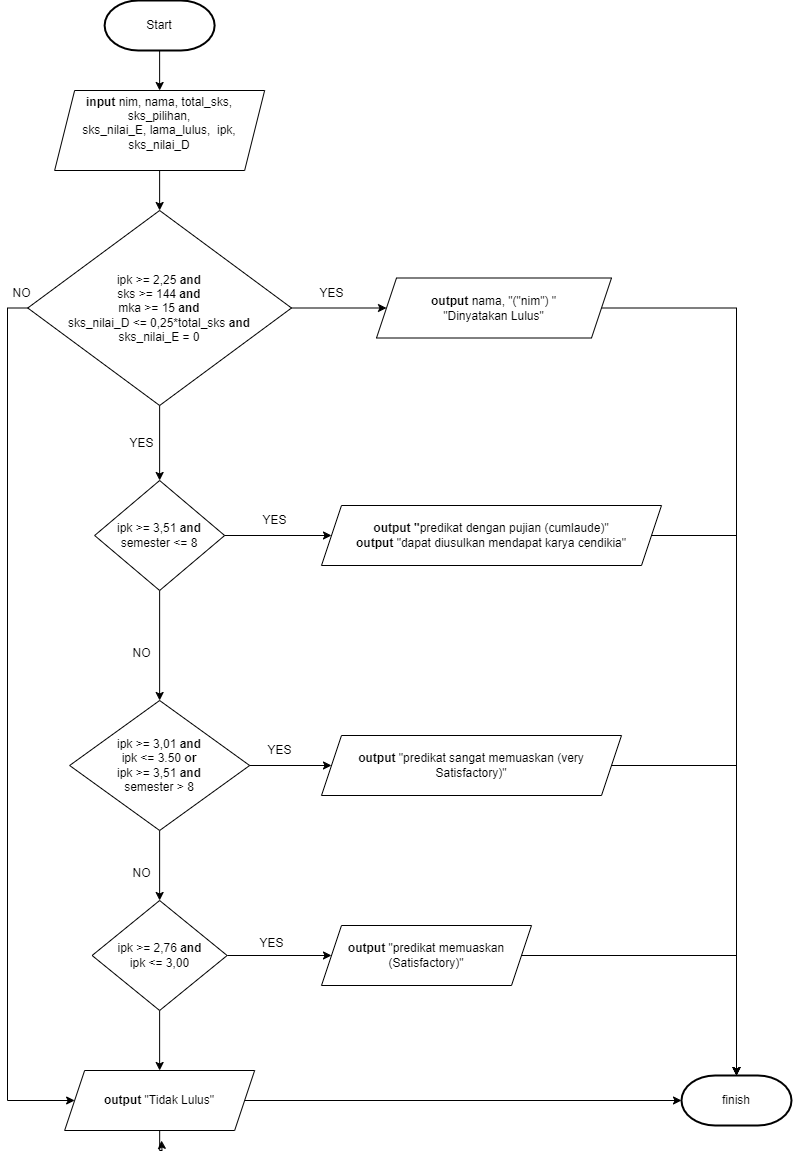 Start
input nim, nama, total_sks,
sks_pilihan,
sks_nilai_E, lama_lulus, ipk,
sks_nilai_D
NO
ipk >= 2,25 and
sks >= 144 and
mka >= 15 and
sks_nilai_D <= 0,25*total_sks and
sks_nilai_E = 0
YES
output nama, "("nim") "
"Dinyatakan Lulus"
YES
ipk >= 3,51 and
semester <= 8
YES
output "predikat dengan pujian (cumlaude)"
output "dapat diusulkan mendapat karya cendikia"
NO
ipk >= 3,01 and
ipk <= 3.50 or
ipk >= 3,51 and
semester > 8
YES
output "predikat sangat memuaskan (very
Satisfactory)"
NO
ipk >= 2,76 and
ipk <= 3,00
YES
output "predikat memuaskan
(Satisfactory)"
output "Tidak Lulus"
finish